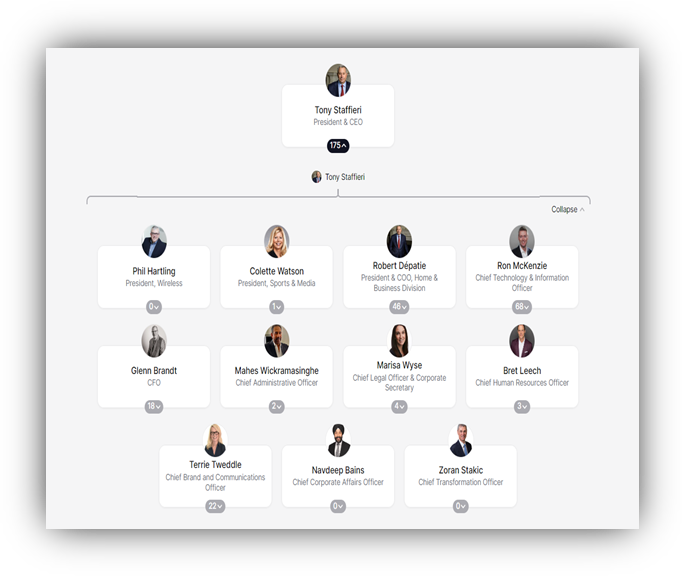 Tony Staffieri
President & CEO
175
Tony Staffieri
Collapse
Phil Hartling
President, Wireless
0
Colette Watson
President, Sports & Media
1
Robert Dépatie
President & COO, Home &
Business Division
46
Ron McKenzie
Chief Technology & Information
Officer
68
Glenn Brandt
CFO
18
Mahes Wickramasinghe
Chief Administrative Officer
2
Marisa Wyse
Chief Legal Officer & Corporate
Secretary
4
Bret Leech
Chief Human Resources Officer
3
Terrie Tweddle
Chief Brand and Communications
Officer
22
Navdeep Bains
Chief Corporate Affairs Officer
0
Zoran Stakic
Chief Transformation Officer
0